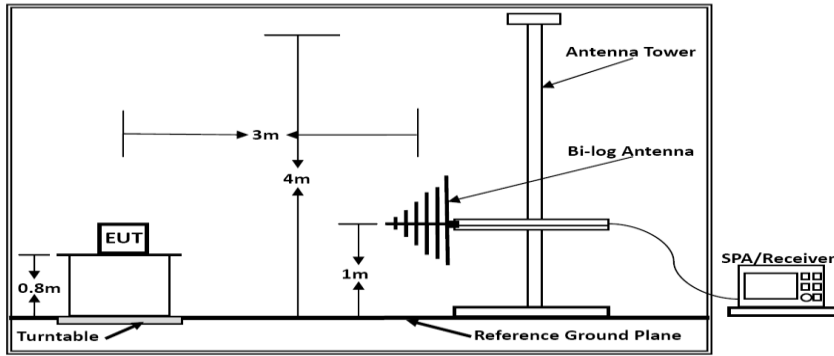 Antenna Tower
3m
Bi-log Antenna
4m
EUT
SPA/Receiver
0.8m
1m
Turntable
Reference Ground Plane